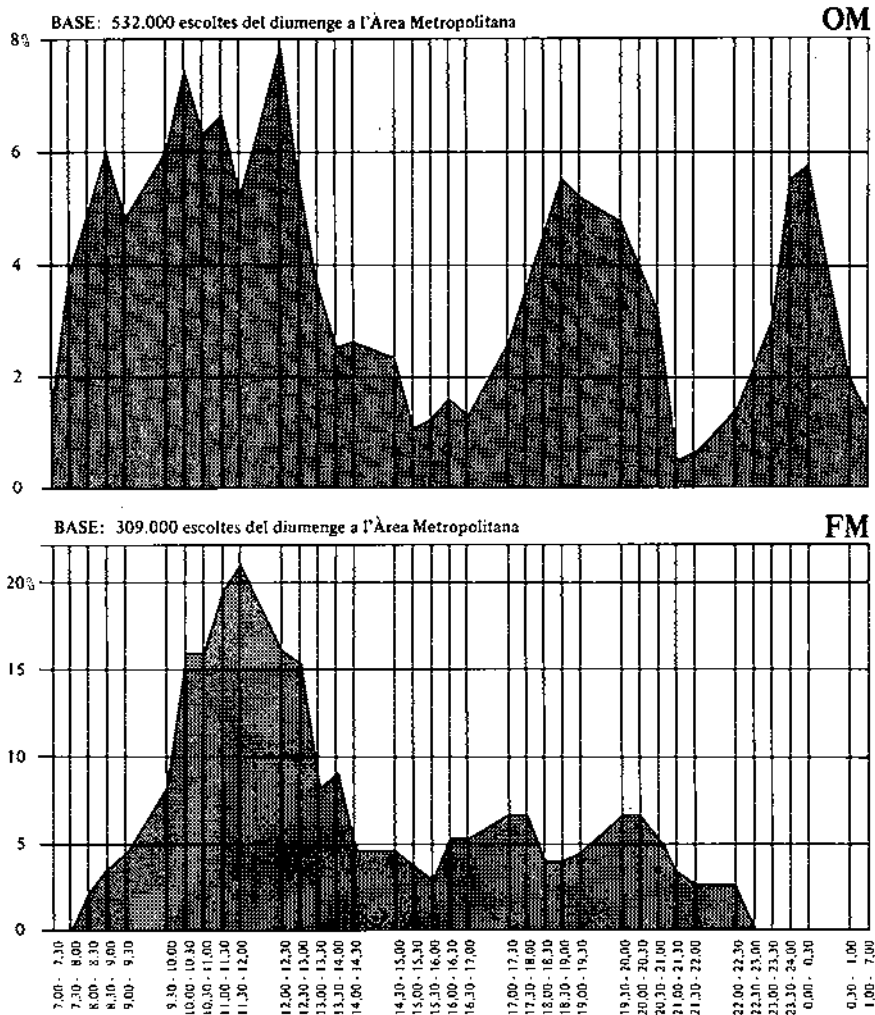 BASE: 532.000 escoltes del diumenge a l'Àrea Metropolitana
OM
8%
6
4
2
0
BASE: 309.000 escoltes del diumenge a l'Àrea Metropolitana
FM
20%
15
10
5
0
7,00 - 7,30
7,30 - 8,00
8,00 - 8,30
8,30 - 9,00
9,00 - 9,30
9,30 - 10,00
10,00 - 10,30
10,30 - 11,00
11,00 - 11,30
11,30 - 12,00
12,00 - 12,30
12,30 - 13,00
13,00 - 13,30
13,30 - 14,00
14,00 - 14,30
14,30 - 15,00
15,00 - 15,30
15,30 - 16,00
16,00 - 16,30
16,30 - 17,00
17,00 - 17,30
17,30 - 18,00
18,00 - 18,30
18,30 - 19,00
19,00 - 19,30
19,30 - 20,00
20,00 - 20,30
20,30 - 21,00
21,00 - 21,30
21,30 - 22,00
22,00 - 22,30
22,30 - 23,00
23,00 - 23,30
23,30 - 24,00
0,00 - 0,30
0,30 - 1,00
1,00 - 7,00